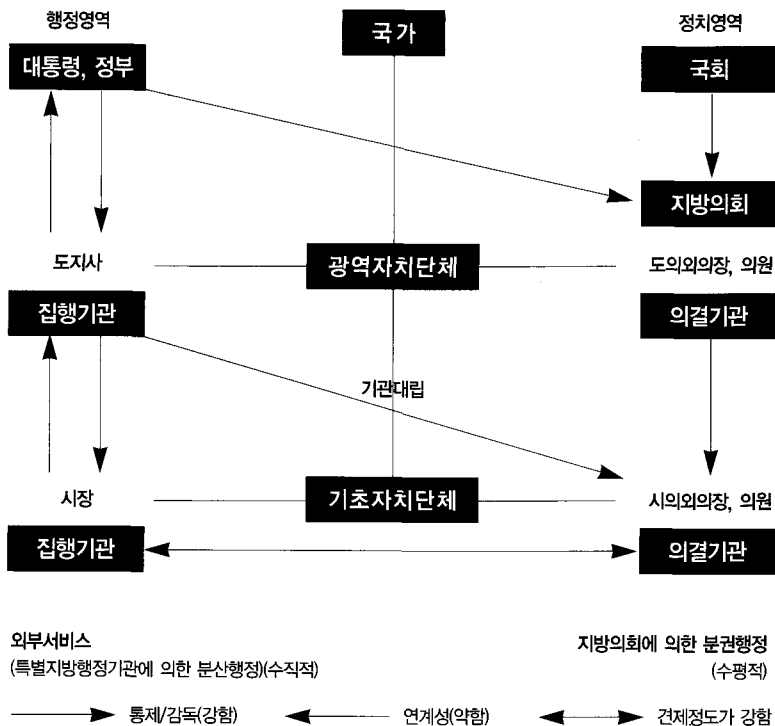 행정영역
국가
정치영역
대통령, 정부
국회
지방의회
도지사
광역자치단체
도의외의장, 의원
집행기관
의결기관
기관대립
시장
기초자치단체
시의외의장, 의원
집행기관
의결기관
외부서비스
지방의회에 의한 분권행정
(특별지방행정기관에 의한 분산행정)(수직적)
(수평적)
통제/감독(강함)
연계성(약함)
견제정도가 강함